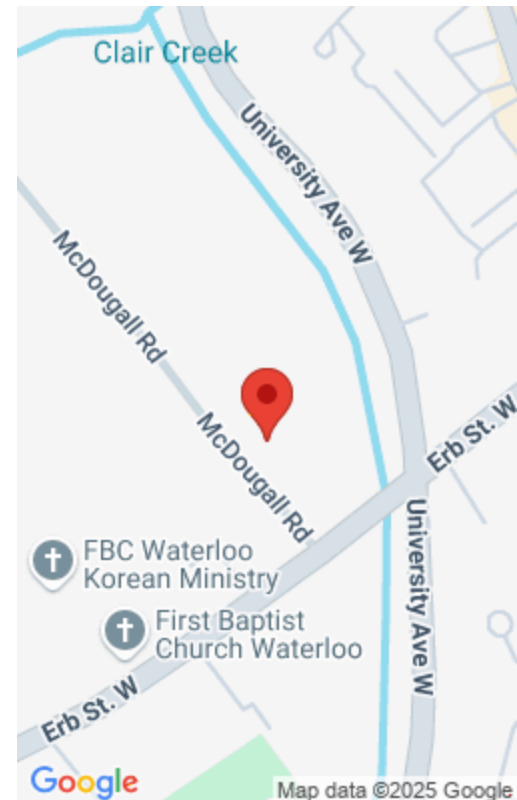 Clair Creek
University Ave W
McDougall Rd
McDougall Rd
Erb St. W
FBC Waterloo
Korean Ministry
University Ave W
First Baptist
Church Waterloo
Erb St. W
Google
Map data ©2025 Google